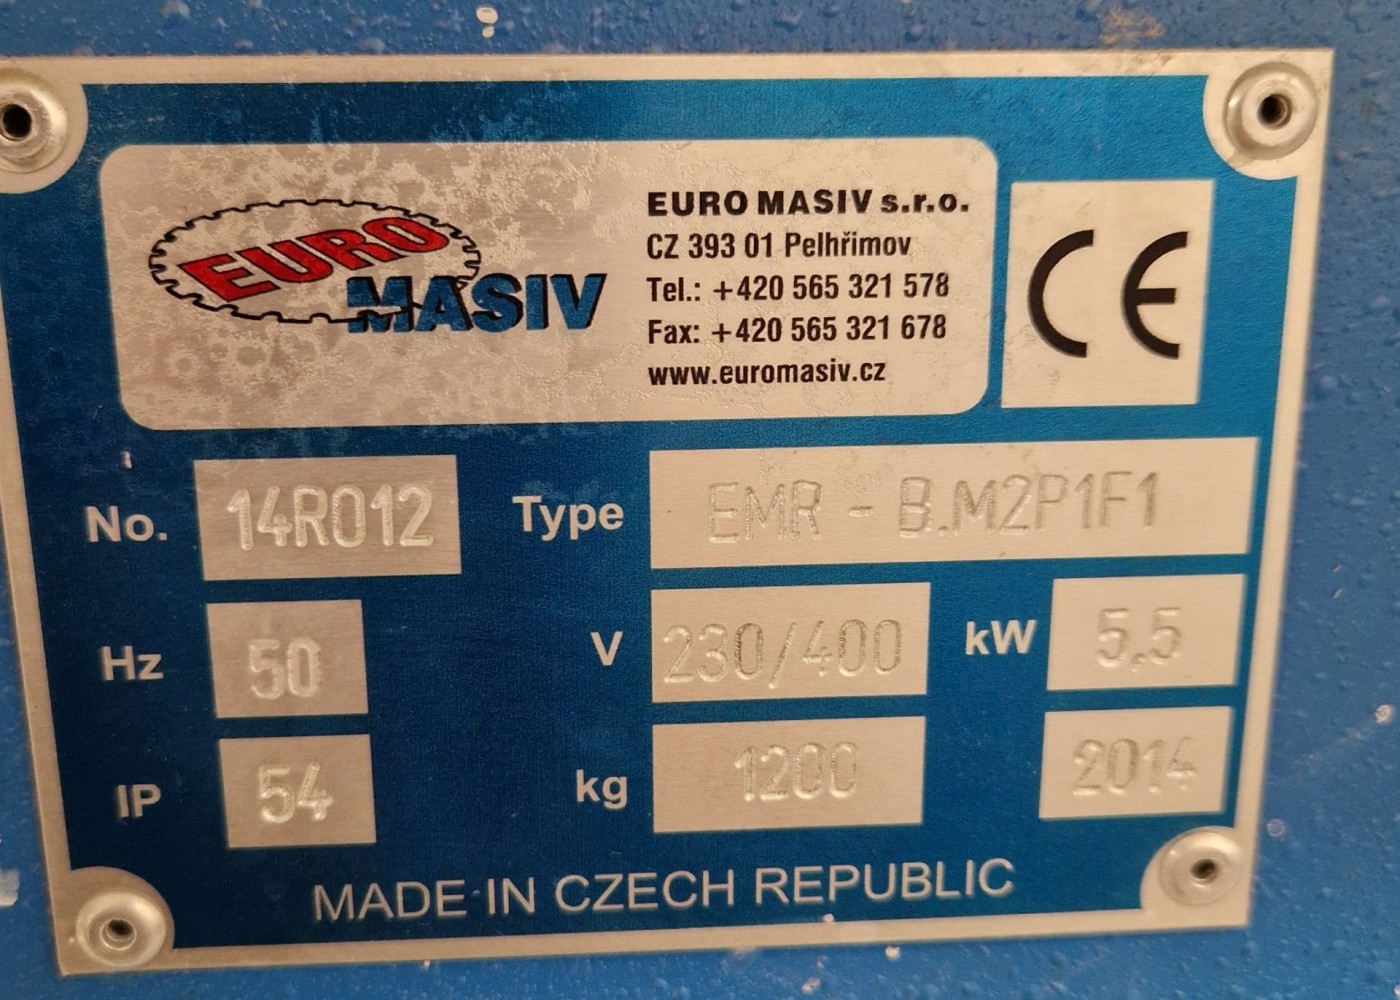 EURO
MASIV
EURO MASIV s.r.o.
CZ 393 01 Pelhřimov
Tel.: +420 565 321 578
Fax: +420 565 321 678
www.euromasiv.cz
CE
No. 14R012 Type EMR - B.M2P1F1
Hz 50 V 230/400 kW 5,5
IP 54 kg 1200 2014
MADE IN CZECH REPUBLIC